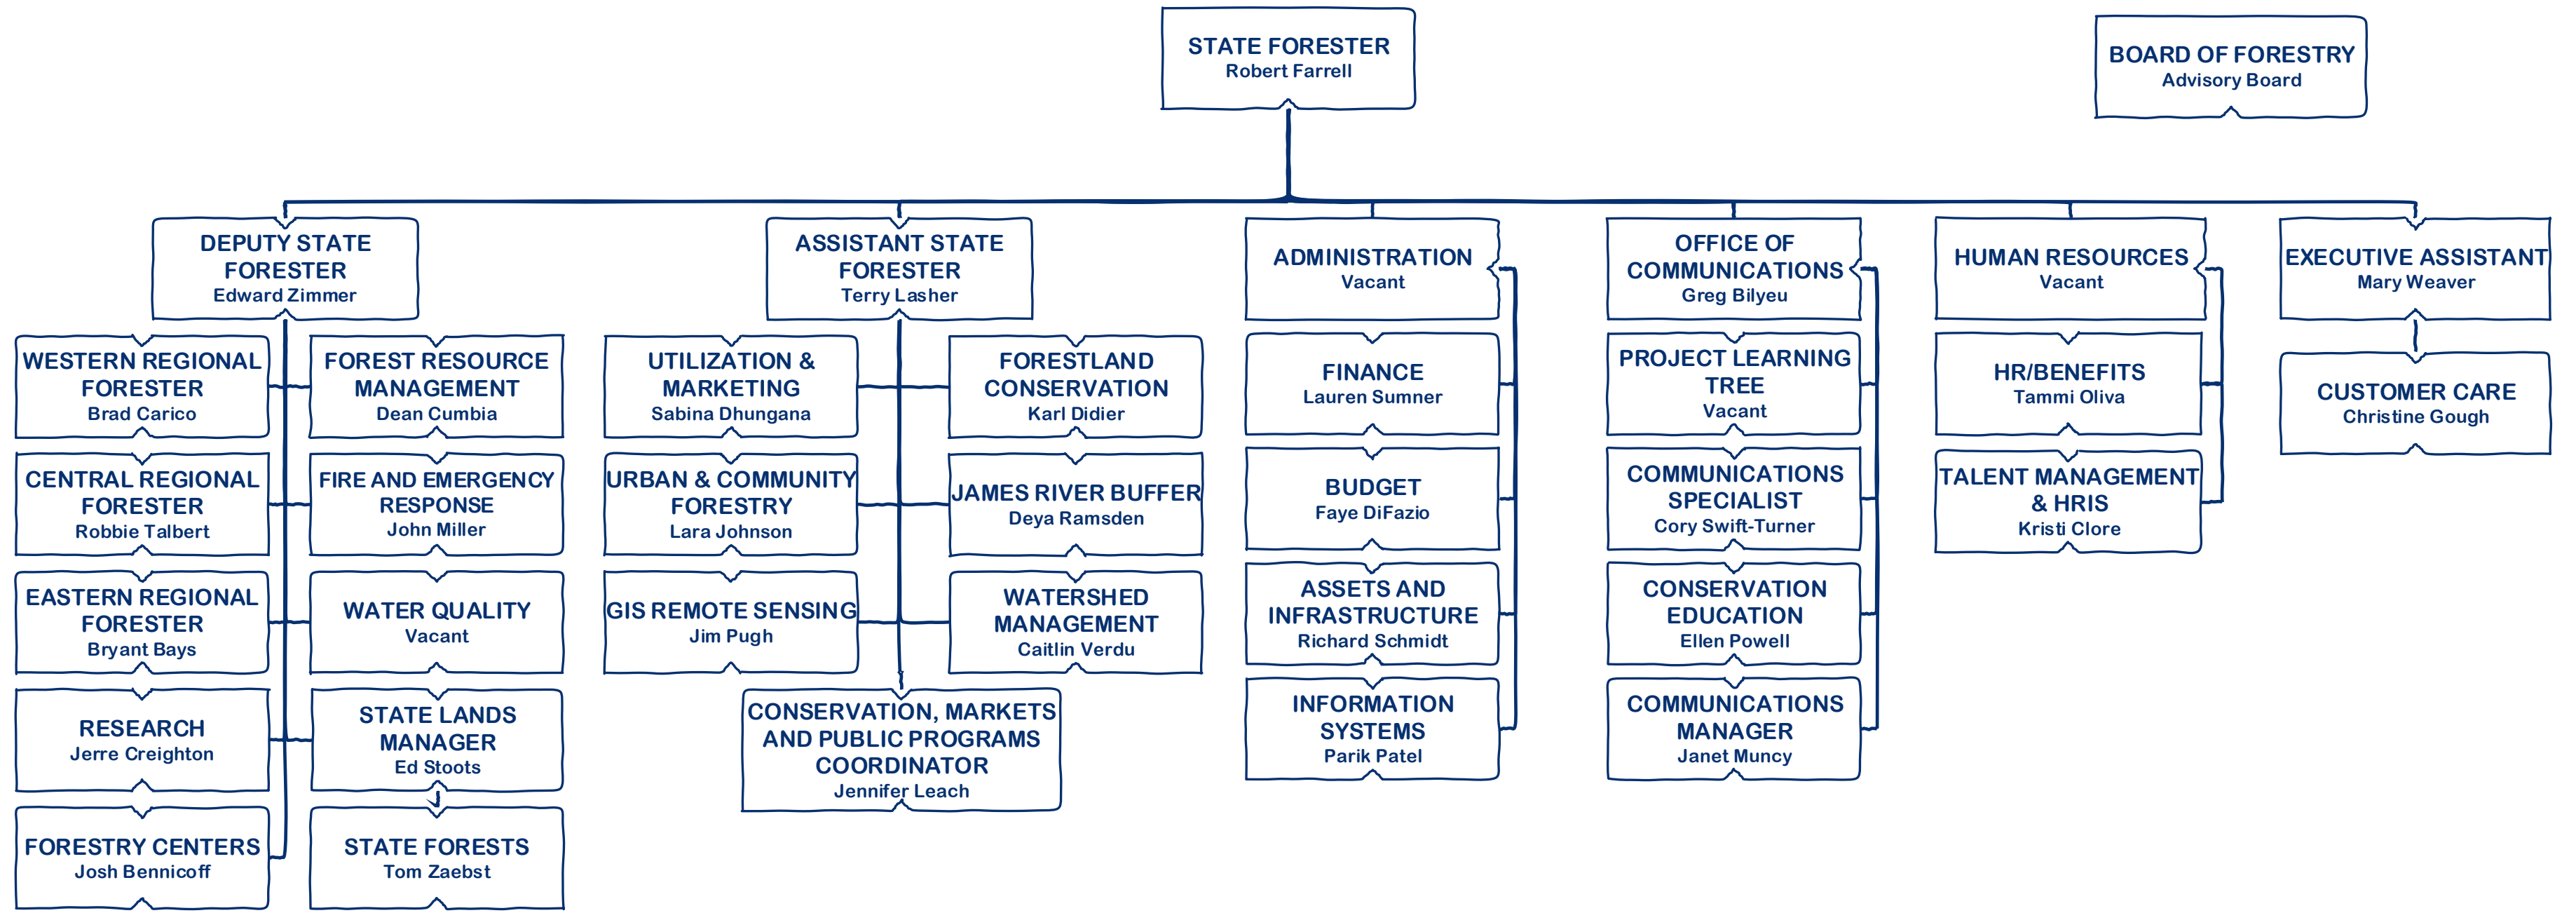 STATE FORESTER
Robert Farrell
BOARD OF FORESTRY
Advisory Board
DEPUTY STATE
FORESTER
Edward Zimmer
WESTERN REGIONAL
FORESTER
Brad Carico
FOREST RESOURCE
MANAGEMENT
Dean Cumbia
CENTRAL REGIONAL
FORESTER
Robbie Talbert
FIRE AND EMERGENCY
RESPONSE
John Miller
EASTERN REGIONAL
FORESTER
Bryant Bays
WATER QUALITY
Vacant
RESEARCH
Jerre Creighton
STATE LANDS
MANAGER
Ed Stoots
FORESTRY CENTERS
Josh Bennicoff
STATE FORESTS
Tom Zaebst
ASSISTANT STATE
FORESTER
Terry Lasher
UTILIZATION &
MARKETING
Sabina Dhungana
FORESTLAND
CONSERVATION
Karl Didier
URBAN & COMMUNITY
FORESTRY
Lara Johnson
JAMES RIVER BUFFER
Deya Ramsden
GIS REMOTE SENSING
Jim Pugh
WATERSHED
MANAGEMENT
Caitlin Verdu
CONSERVATION, MARKETS
AND PUBLIC PROGRAMS
COORDINATOR
Jennifer Leach
ADMINISTRATION
Vacant
FINANCE
Lauren Sumner
BUDGET
Faye DiFazio
ASSETS AND
INFRASTRUCTURE
Richard Schmidt
INFORMATION
SYSTEMS
Parik Patel
OFFICE OF
COMMUNICATIONS
Greg Bilyeu
PROJECT LEARNING
TREE
Vacant
COMMUNICATIONS
SPECIALIST
Cory Swift-Turner
CONSERVATION
EDUCATION
Ellen Powell
COMMUNICATIONS
MANAGER
Janet Muncy
HUMAN RESOURCES
Vacant
HR/BENEFITS
Tammi Oliva
TALENT MANAGEMENT
& HRIS
Kristi Clore
EXECUTIVE ASSISTANT
Mary Weaver
CUSTOMER CARE
Christine Gough